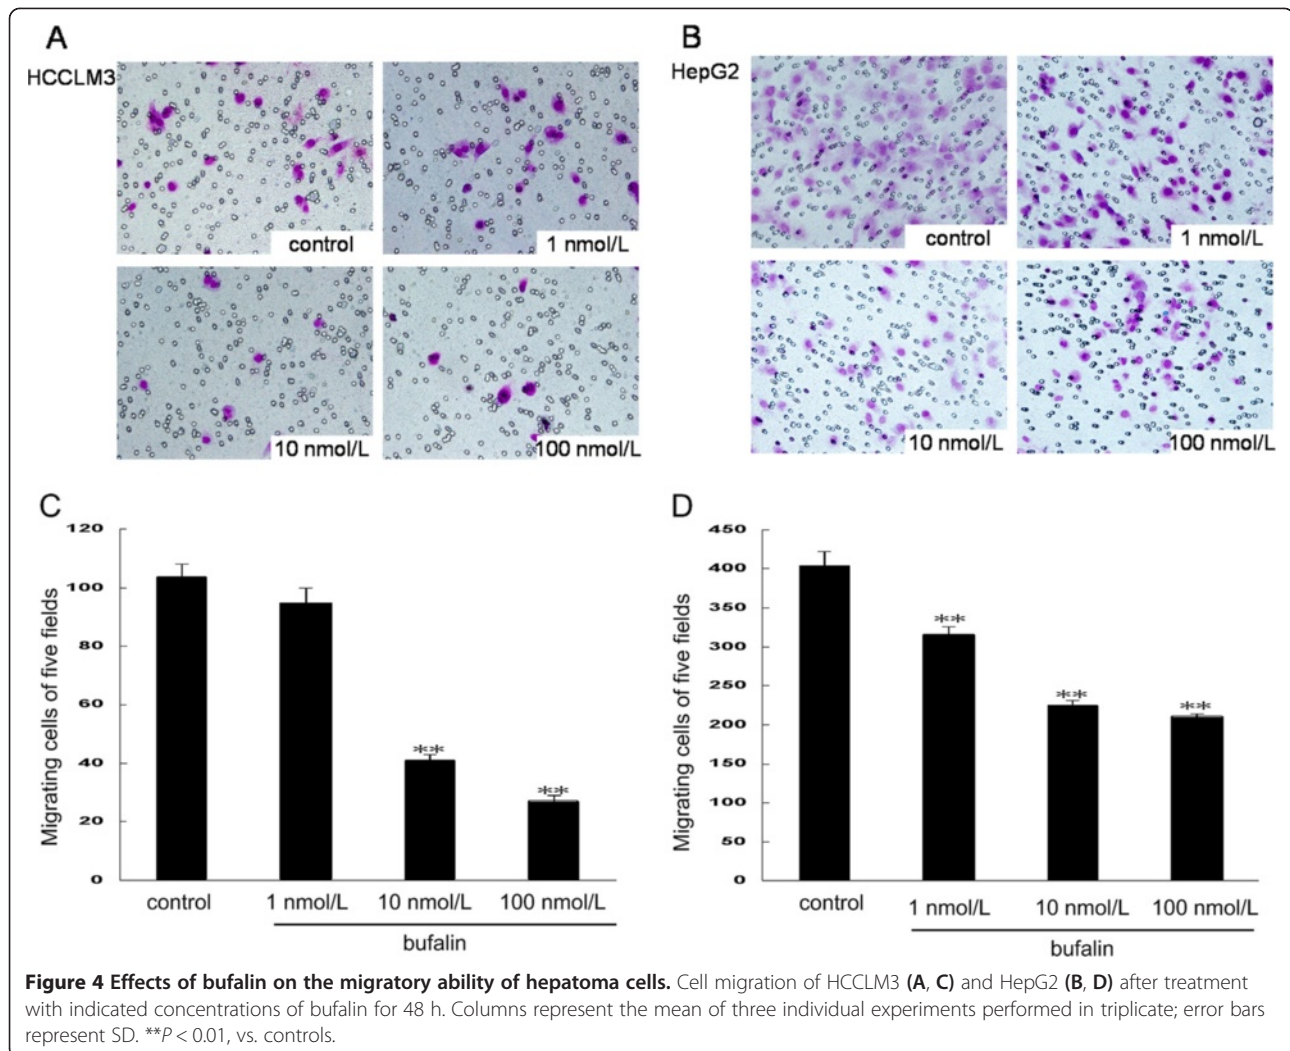 A
HCCLM3
control
1 nmol/L
10 nmol/L
100 nmol/L
B
HepG2
control
1 nmol/L
10 nmol/L
100 nmol/L
C
Migrating cells of five fields
120
100
80
60
40
20
0
**
**
control
1 nmol/L
10 nmol/L
100 nmol/L
bufalin
D
Migrating cells of five fields
450
400
350
300
250
200
150
100
50
0
**
**
**
control
1 nmol/L
10 nmol/L
100 nmol/L
bufalin
Figure 4 Effects of bufalin on the migratory ability of hepatoma cells. Cell migration of HCCLM3 (A, C) and HepG2 (B, D) after treatment
with indicated concentrations of bufalin for 48 h. Columns represent the mean of three individual experiments performed in triplicate; error bars
represent SD. **P < 0.01, vs. controls.